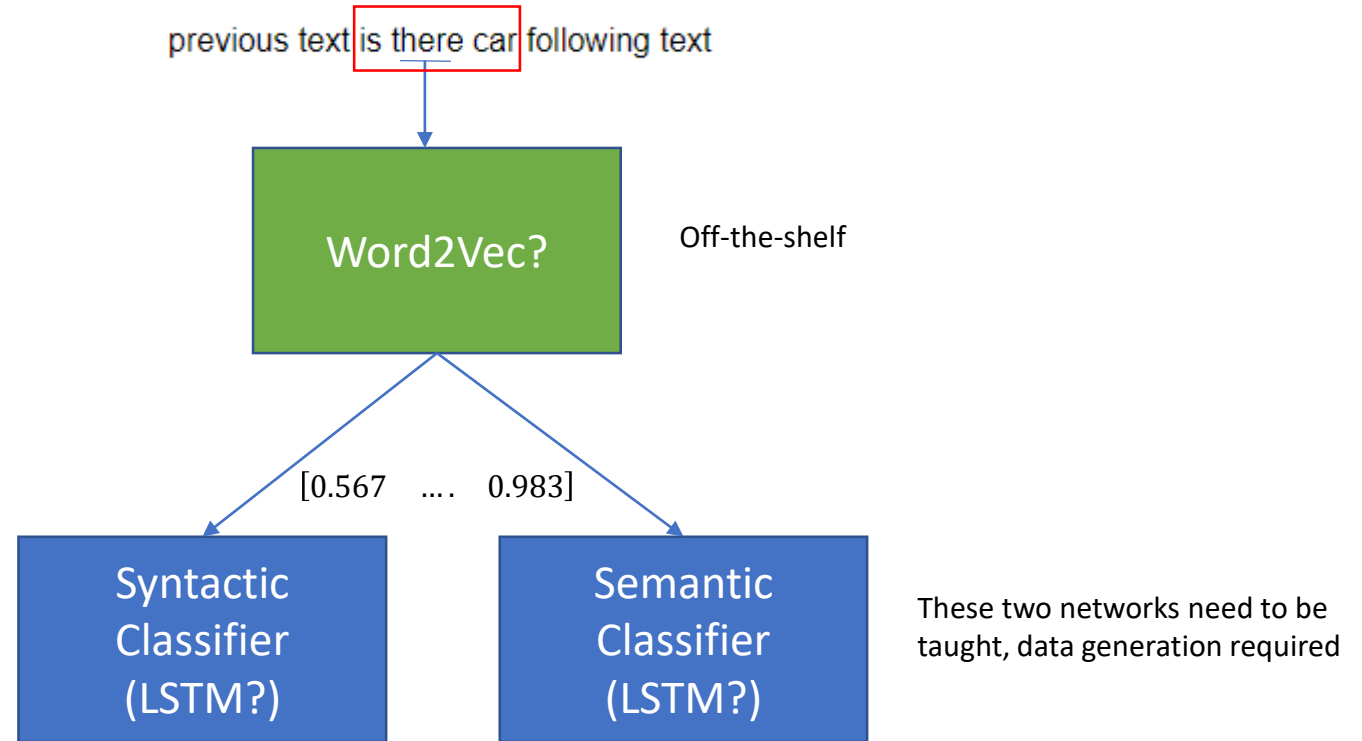 previous text is there car following text
Word2Vec?
Off-the-shelf
[0.567 …. 0.983]
Syntactic
Classifier
(LSTM?)
Semantic
Classifier
(LSTM?)
These two networks need to be
taught, data generation required